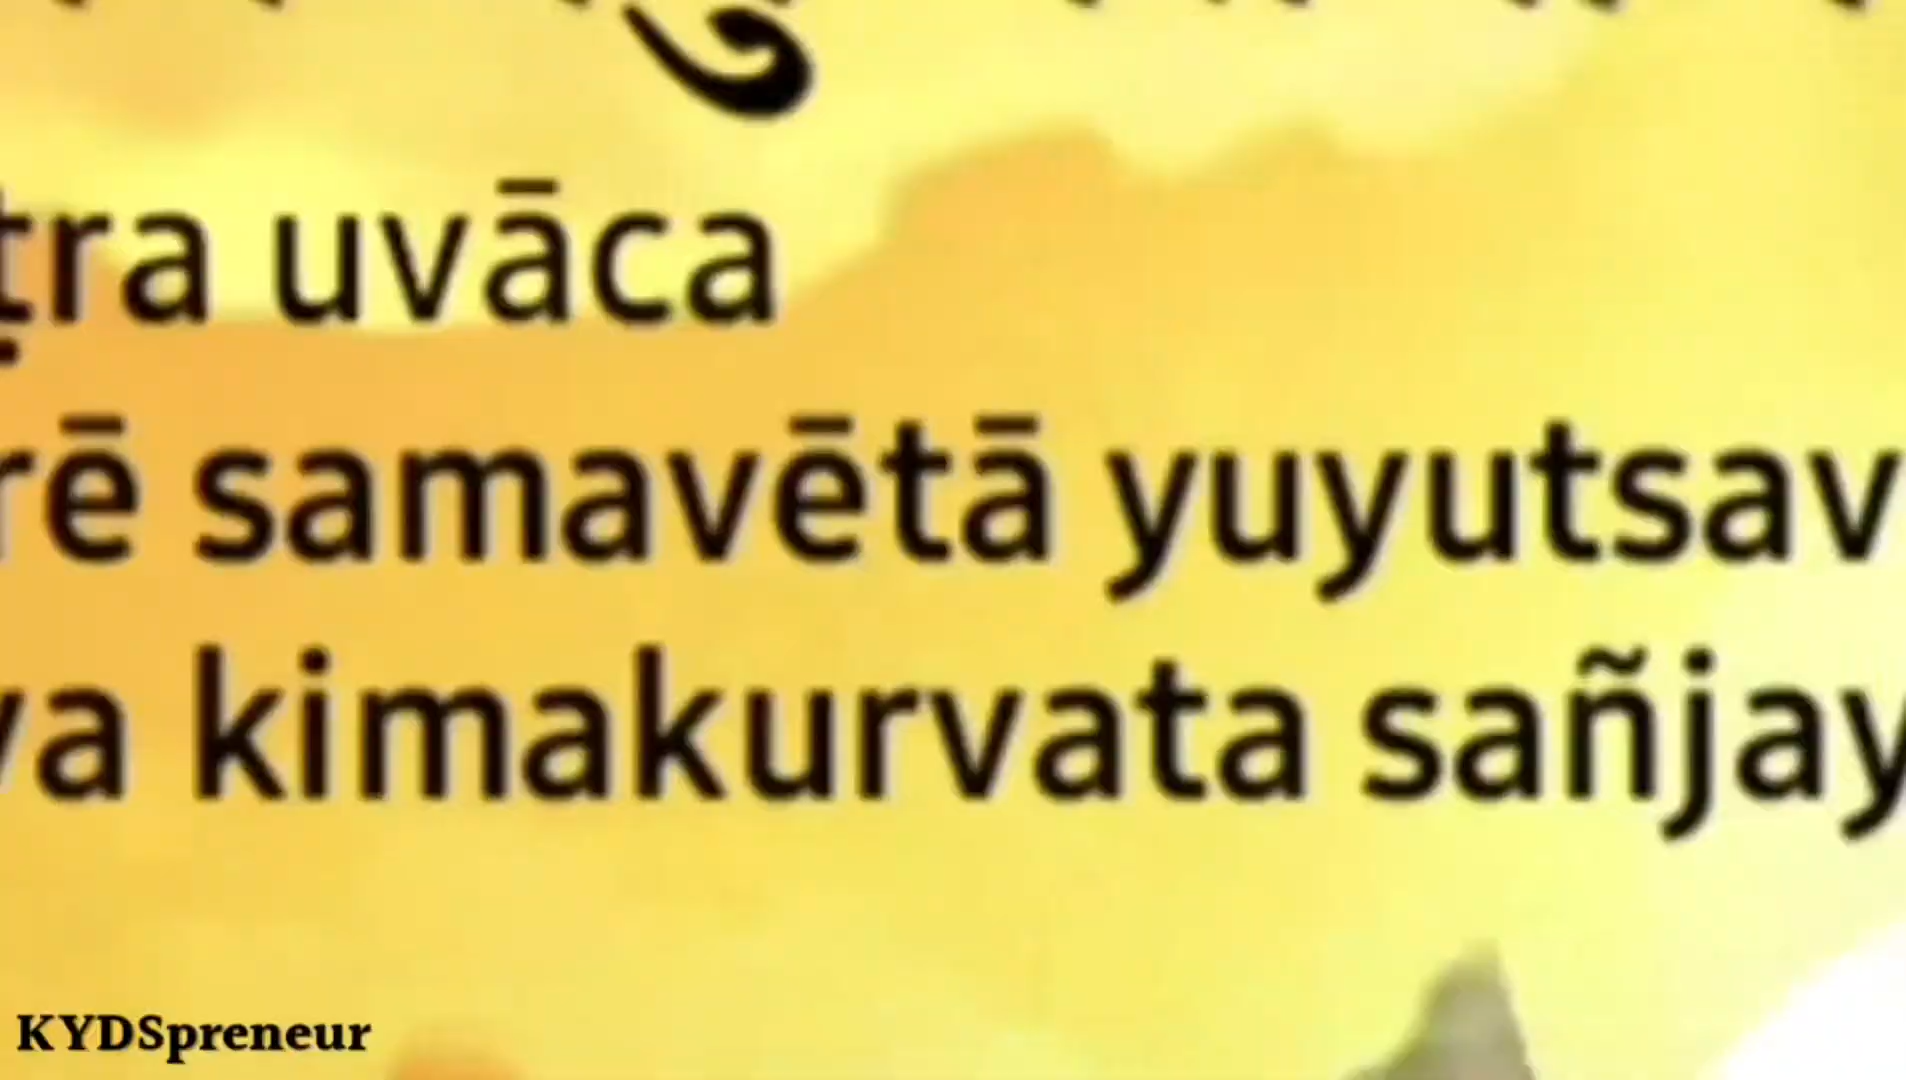 tra uvāca
rē samavētā yuyutsav
va kimakurvata sañjay
KYDSpreneur